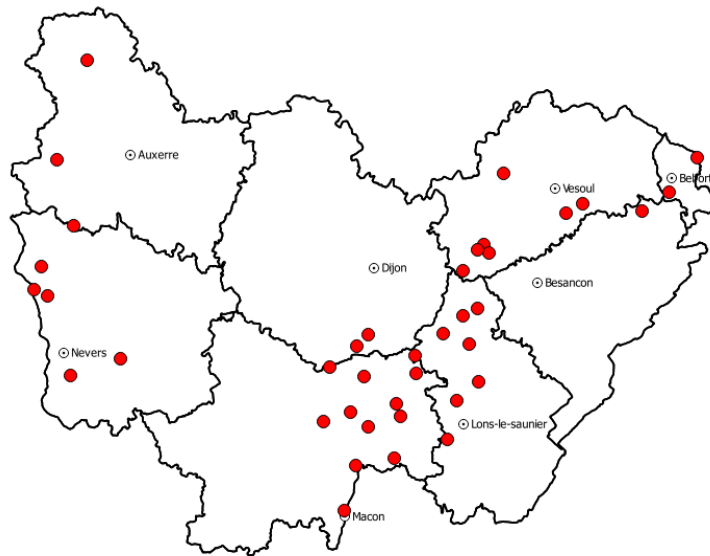 Auxerre
Belfort
Vesoul
Dijon
Besancon
Nevers
Lons-le-saunier
Macon